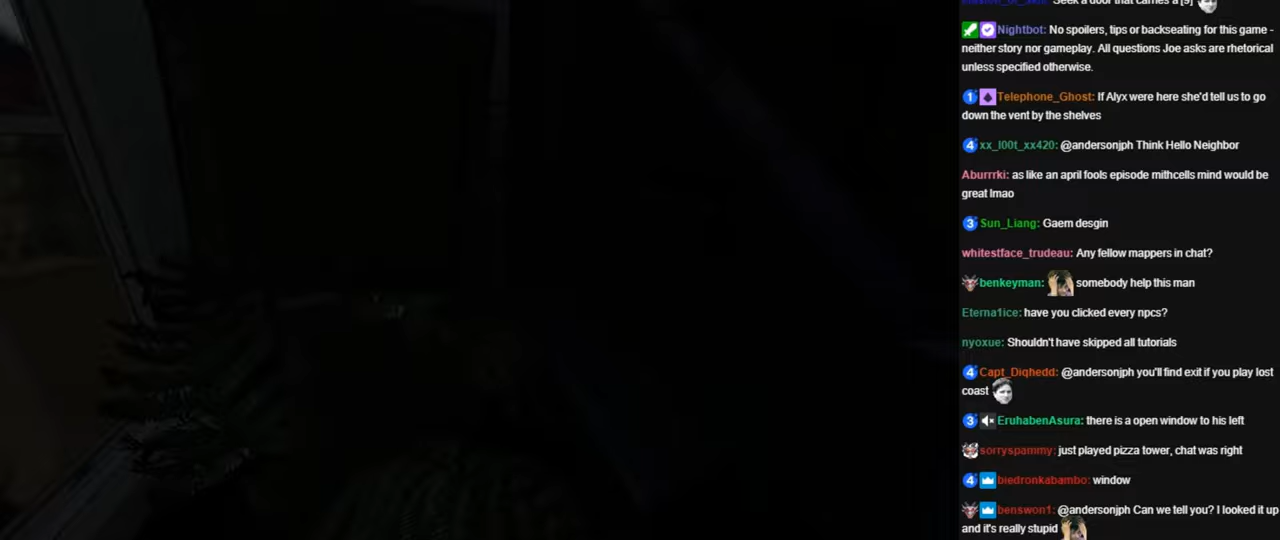 Seek a door that carries a [9]
Nightbot: No spoilers, tips or backseating for this game -
neither story nor gameplay. All questions Joe asks are rhetorical
unless specified otherwise.
Telephone_Ghost: If Alyx were here she'd tell us to go
down the vent by the shelves
xx_l00t_xx420: @andersonjph Think Hello Neighbor
Aburrrki: as like an april fools episode mithcells mind would be
great lmao
Sun_Liang: Gaem desgin
whitestface_trudeau: Any fellow mappers in chat?
benkeyman: somebody help this man
Eterna1ice: have you clicked every npcs?
nyoxue: Shouldn't have skipped all tutorials
Capt_Diqhedd: @andersonjph you'll find exit if you play lost
coast
EruhabenAsura: there is a open window to his left
sorryspammy: just played pizza tower, chat was right
biedronkabambo: window
benswon1: @andersonjph Can we tell you? I looked it up
and it's really stupid